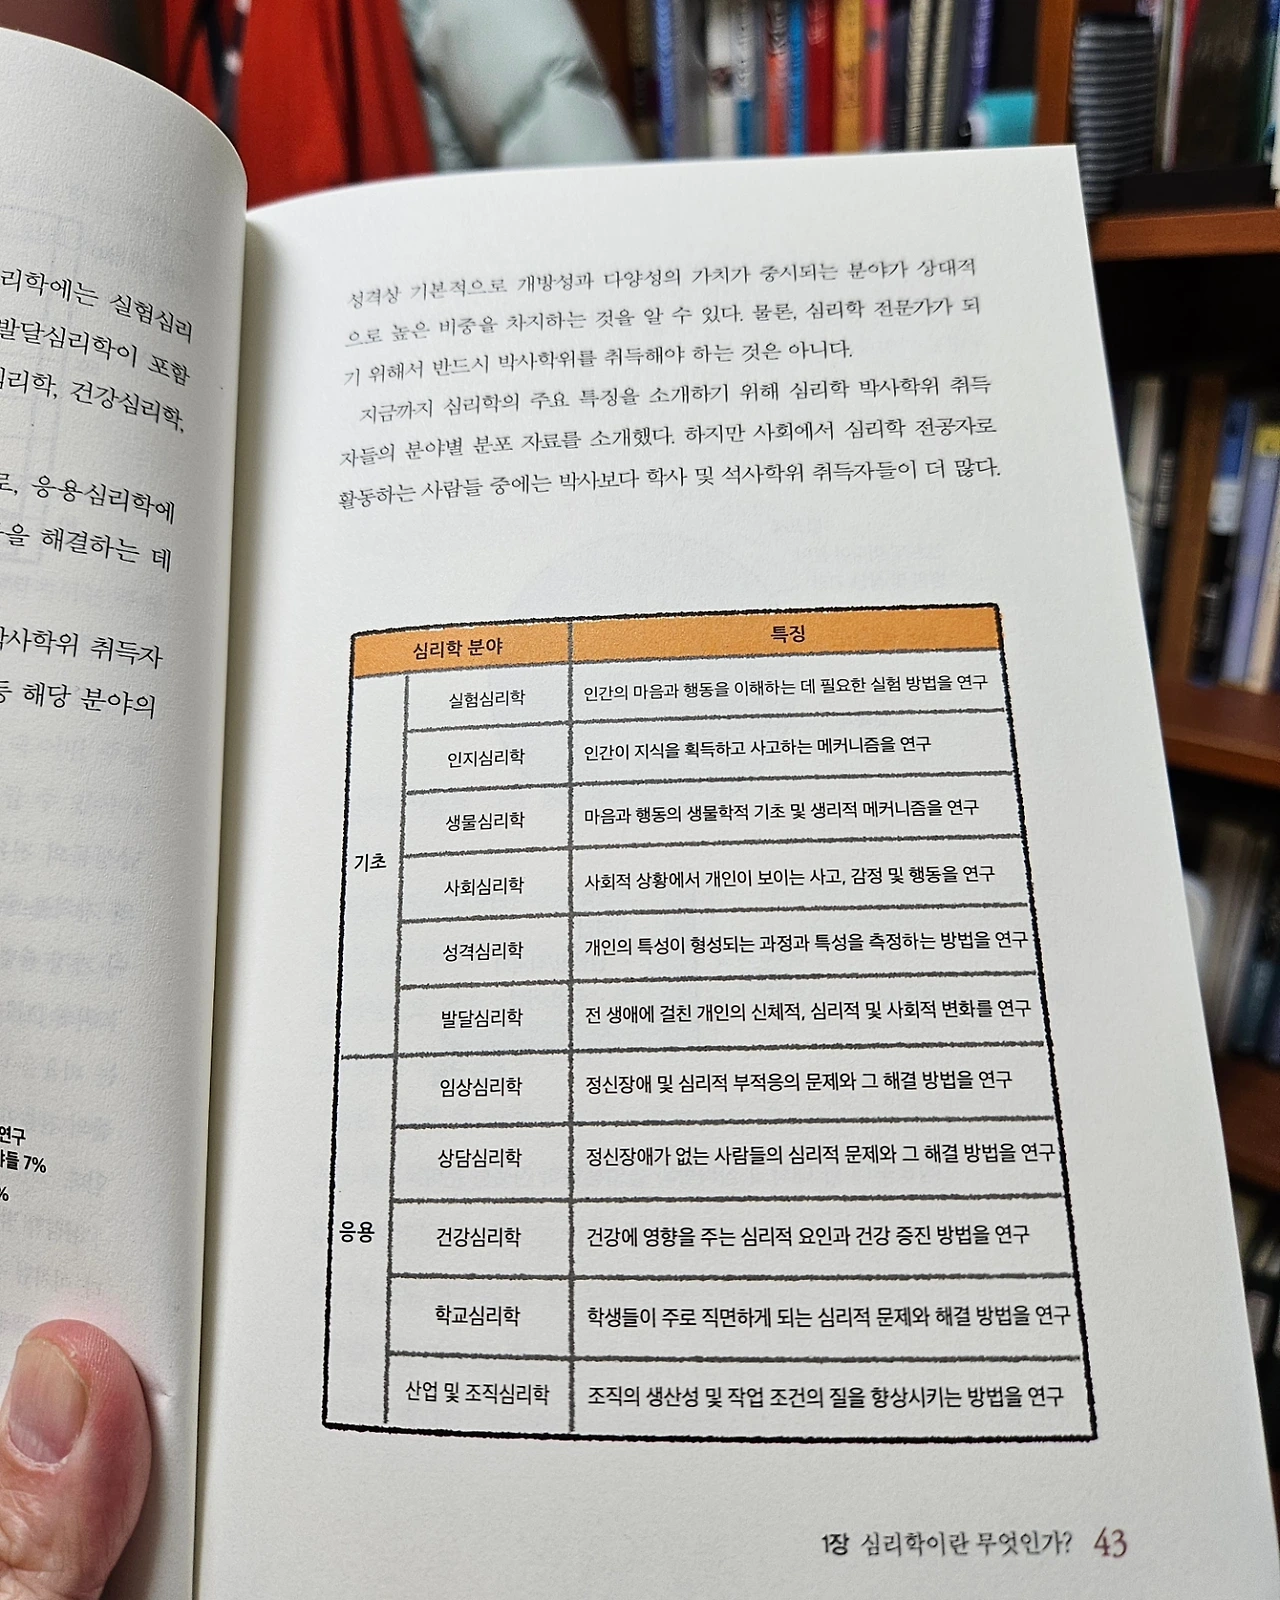 리학에는 실험심리
발달심리학이 포함
리학, 건강심리학,
응용심리학에
을 해결하는 데
사학위 취득자
해당 분야의
연구
들 7%
%
성격상 기본적으로 개방성과 다양성의 가치가 중시되는 분야가 상대적
으로 높은 비중을 차지하는 것을 알 수 있다. 물론, 심리학 전문가가 되
기 위해서 반드시 박사학위를 취득해야 하는 것은 아니다.
지금까지 심리학의 주요 특징을 소개하기 위해 심리학 박사학위 취득
자들의 분야별 분포 자료를 소개했다. 하지만 사회에서 심리학 전공자로
활동하는 사람들 중에는 박사보다 학사 및 석사학위 취득자들이 더 많다.
심리학 분야 특징
기초
실험심리학 인간의 마음과 행동을 이해하는 데 필요한 실험 방법을 연구
인지심리학 인간이 지식을 획득하고 사고하는 메커니즘을 연구
생물심리학 마음과 행동의 생물학적 기초 및 생리적 메커니즘을 연구
사회심리학 사회적 상황에서 개인이 보이는 사고, 감정 및 행동을 연구
성격심리학 개인의 특성이 형성되는 과정과 특성을 측정하는 방법을 연구
발달심리학 전 생애에 걸친 개인의 신체적, 심리적 및 사회적 변화를 연구
응용
임상심리학 정신장애 및 심리적 부적응의 문제와 그 해결 방법을 연구
상담심리학 정신장애가 없는 사람들의 심리적 문제와 그 해결 방법을 연구
건강심리학 건강에 영향을 주는 심리적 요인과 건강 증진 방법을 연구
학교심리학 학생들이 주로 직면하게 되는 심리적 문제와 해결 방법을 연구
산업 및 조직심리학 조직의 생산성 및 작업 조건의 질을 향상시키는 방법을 연구
1장 심리학이란 무엇인가? 43